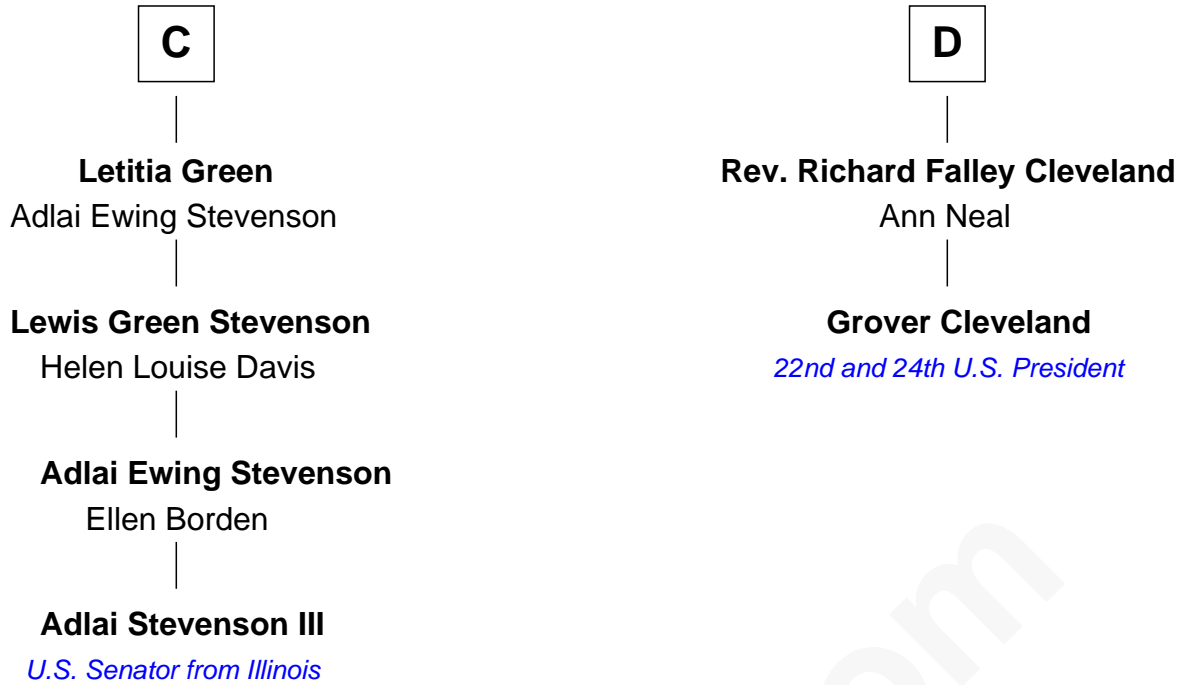 C
Letitia Green
Adlai Ewing Stevenson
Lewis Green Stevenson
Helen Louise Davis
Adlai Ewing Stevenson
Ellen Borden
Adlai Stevenson III
U.S. Senator from Illinois
D
Rev. Richard Falley Cleveland
Ann Neal
Grover Cleveland
22nd and 24th U.S. President
om